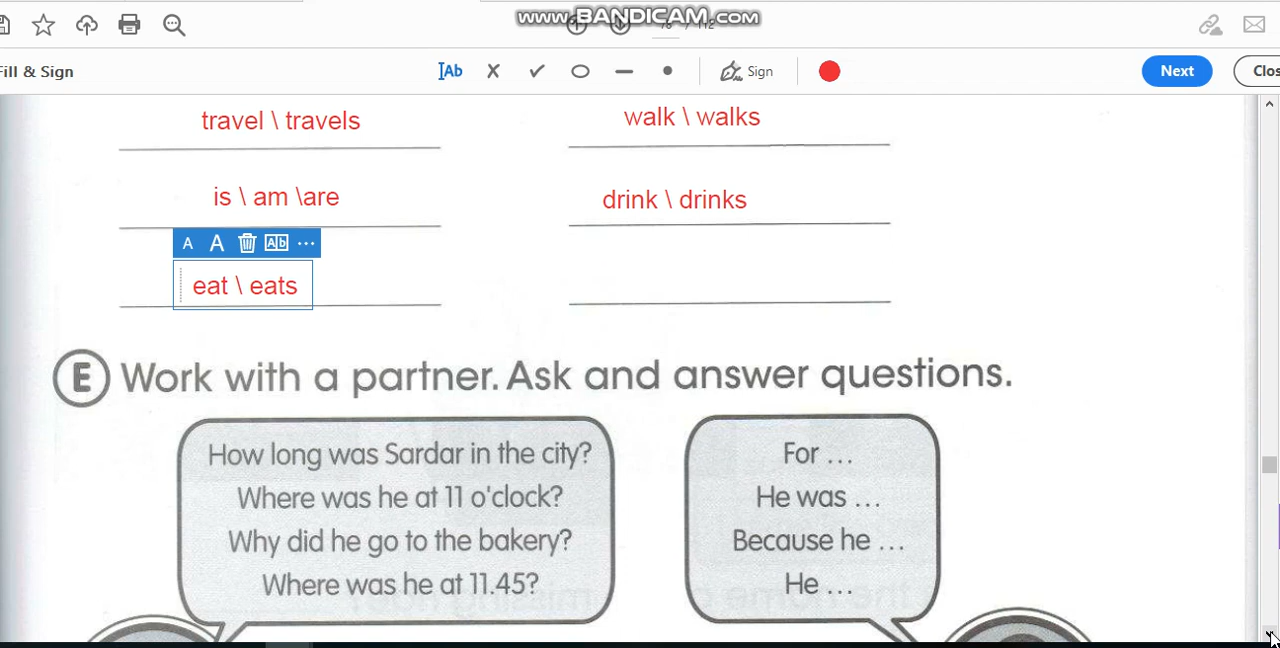 www.BANDICAM.com
Fill & Sign
Ab
Sign
Next
travel \ travels
walk \ walks
is \ am \are
drink \ drinks
A A Ab ...
eat \ eats
E Work with a partner. Ask and answer questions.
How long was Sardar in the city?
Where was he at 11 o'clock?
Why did he go to the bakery?
Where was he at 11.45?
For ...
He was ...
Because he ...
He ...